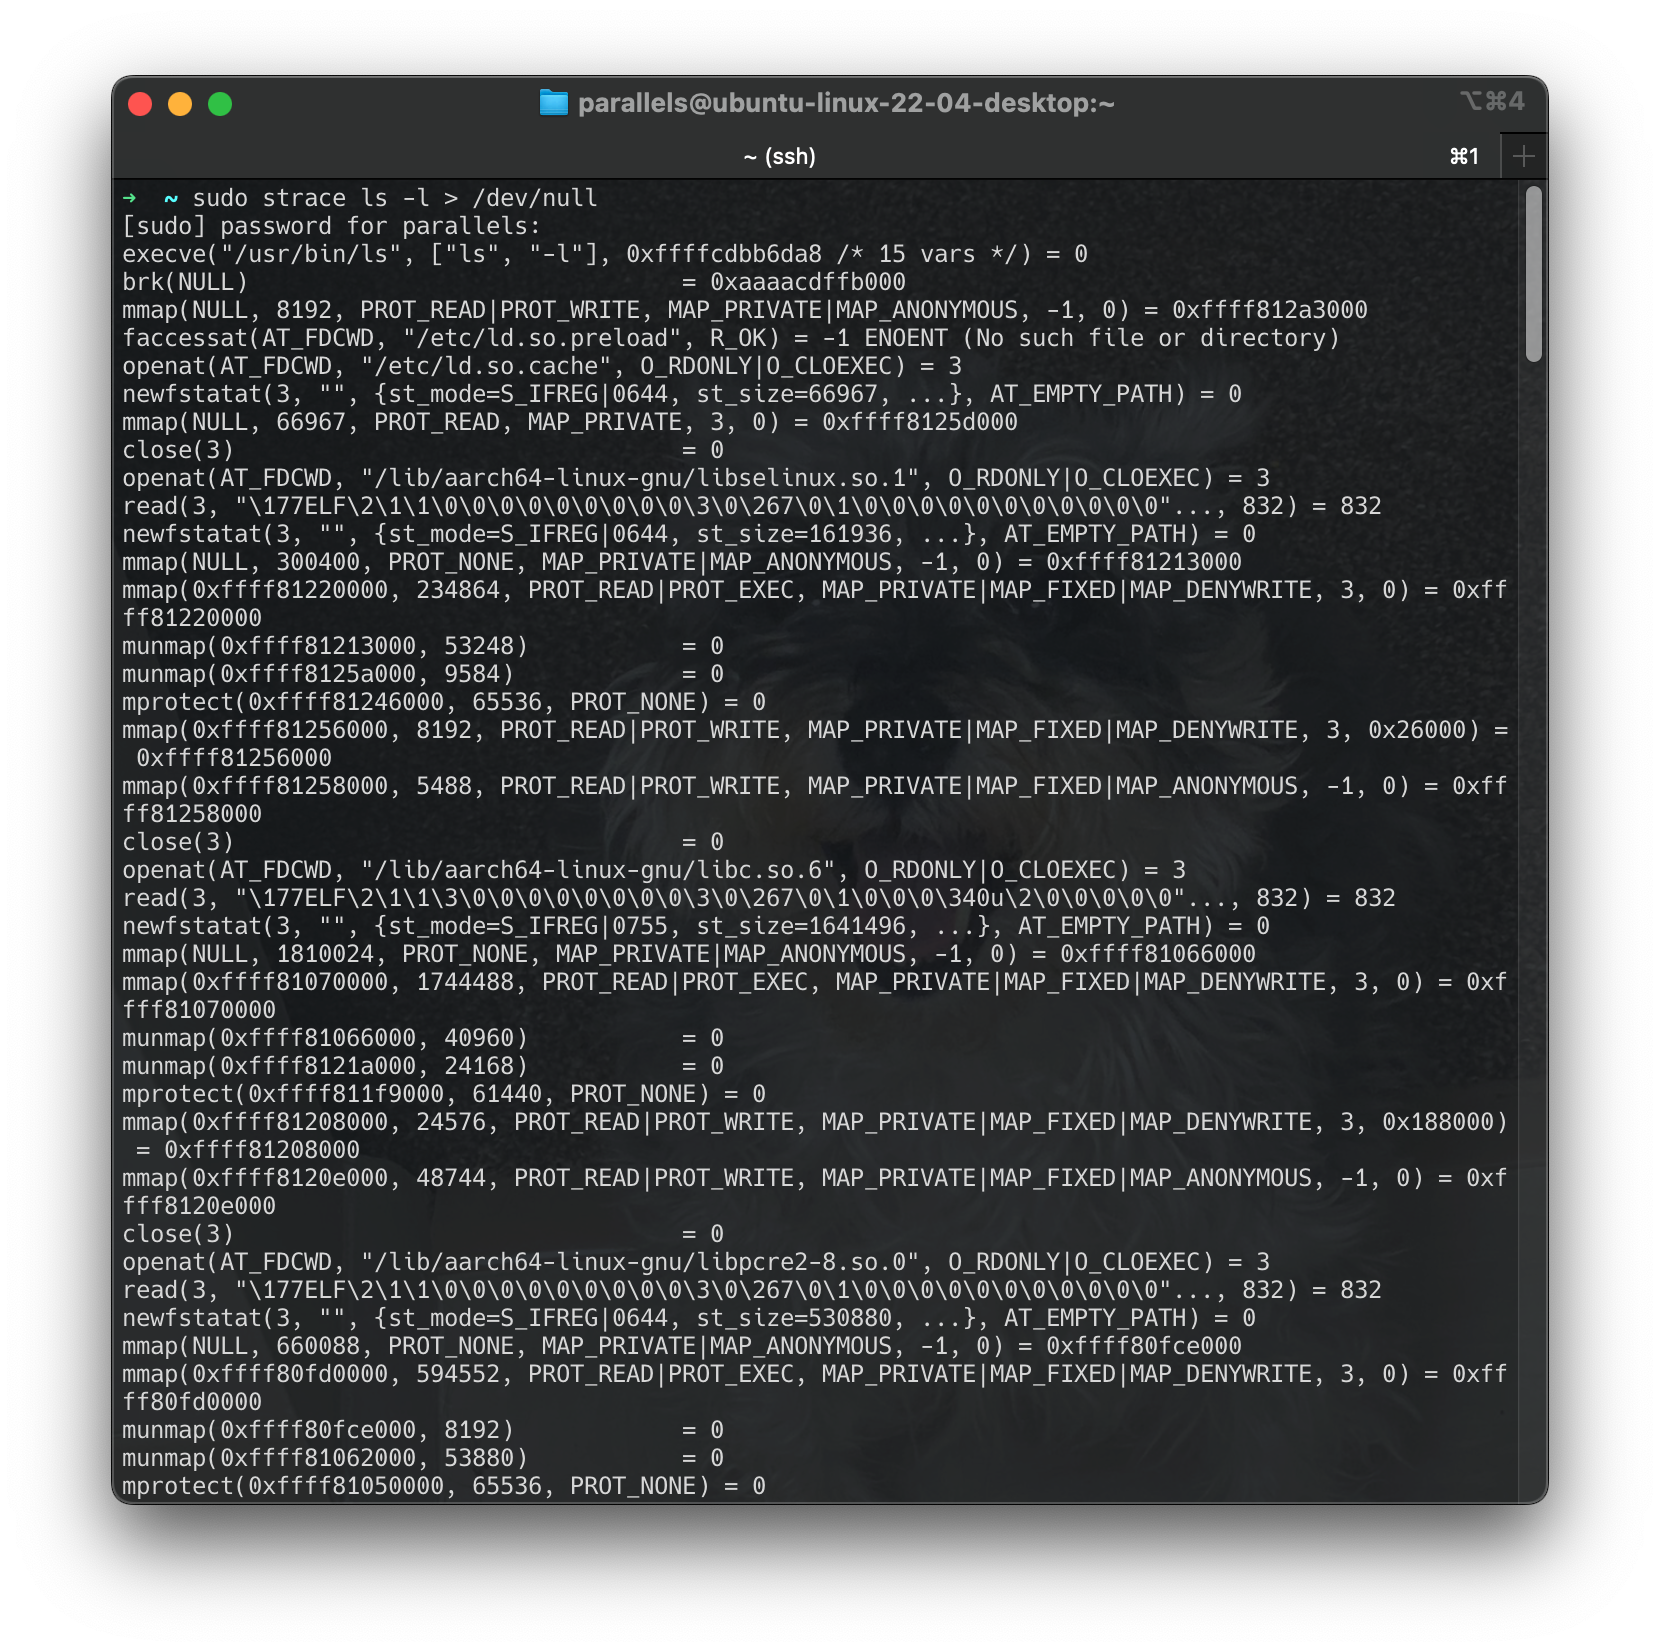 parallels@ubuntu-linux-22-04-desktop:~ ⌥⌘4
~ (ssh) ⌘1
➜  ~ sudo strace ls -l > /dev/null
[sudo] password for parallels:
execve("/usr/bin/ls", ["ls", "-l"], 0xffffcdbb6da8 /* 15 vars */) = 0
brk(NULL)                               = 0xaaaacdffb000
mmap(NULL, 8192, PROT_READ|PROT_WRITE, MAP_PRIVATE|MAP_ANONYMOUS, -1, 0) = 0xffff812a3000
faccessat(AT_FDCWD, "/etc/ld.so.preload", R_OK) = -1 ENOENT (No such file or directory)
openat(AT_FDCWD, "/etc/ld.so.cache", O_RDONLY|O_CLOEXEC) = 3
newfstatat(3, "", {st_mode=S_IFREG|0644, st_size=66967, ...}, AT_EMPTY_PATH) = 0
mmap(NULL, 66967, PROT_READ, MAP_PRIVATE, 3, 0) = 0xffff8125d000
close(3)                                = 0
openat(AT_FDCWD, "/lib/aarch64-linux-gnu/libselinux.so.1", O_RDONLY|O_CLOEXEC) = 3
read(3, "\177ELF\2\1\1\0\0\0\0\0\0\0\0\0\3\0\267\0\1\0\0\0\0\0\0\0\0\0\0\0"..., 832) = 832
newfstatat(3, "", {st_mode=S_IFREG|0644, st_size=161936, ...}, AT_EMPTY_PATH) = 0
mmap(NULL, 300400, PROT_NONE, MAP_PRIVATE|MAP_ANONYMOUS, -1, 0) = 0xffff81213000
mmap(0xffff81220000, 234864, PROT_READ|PROT_EXEC, MAP_PRIVATE|MAP_FIXED|MAP_DENYWRITE, 3, 0) = 0xff
ff81220000
munmap(0xffff81213000, 53248)           = 0
munmap(0xffff8125a000, 9584)            = 0
mprotect(0xffff81246000, 65536, PROT_NONE) = 0
mmap(0xffff81256000, 8192, PROT_READ|PROT_WRITE, MAP_PRIVATE|MAP_FIXED|MAP_DENYWRITE, 3, 0x26000) =
 0xffff81256000
mmap(0xffff81258000, 5488, PROT_READ|PROT_WRITE, MAP_PRIVATE|MAP_FIXED|MAP_ANONYMOUS, -1, 0) = 0xff
ff81258000
close(3)                                = 0
openat(AT_FDCWD, "/lib/aarch64-linux-gnu/libc.so.6", O_RDONLY|O_CLOEXEC) = 3
read(3, "\177ELF\2\1\1\3\0\0\0\0\0\0\0\0\3\0\267\0\1\0\0\0\340u\2\0\0\0\0\0"..., 832) = 832
newfstatat(3, "", {st_mode=S_IFREG|0755, st_size=1641496, ...}, AT_EMPTY_PATH) = 0
mmap(NULL, 1810024, PROT_NONE, MAP_PRIVATE|MAP_ANONYMOUS, -1, 0) = 0xffff81066000
mmap(0xffff81070000, 1744488, PROT_READ|PROT_EXEC, MAP_PRIVATE|MAP_FIXED|MAP_DENYWRITE, 3, 0) = 0xf
fff81070000
munmap(0xffff81066000, 40960)           = 0
munmap(0xffff8121a000, 24168)           = 0
mprotect(0xffff811f9000, 61440, PROT_NONE) = 0
mmap(0xffff81208000, 24576, PROT_READ|PROT_WRITE, MAP_PRIVATE|MAP_FIXED|MAP_DENYWRITE, 3, 0x188000)
 = 0xffff81208000
mmap(0xffff8120e000, 48744, PROT_READ|PROT_WRITE, MAP_PRIVATE|MAP_FIXED|MAP_ANONYMOUS, -1, 0) = 0xf
fff8120e000
close(3)                                = 0
openat(AT_FDCWD, "/lib/aarch64-linux-gnu/libpcre2-8.so.0", O_RDONLY|O_CLOEXEC) = 3
read(3, "\177ELF\2\1\1\0\0\0\0\0\0\0\0\0\3\0\267\0\1\0\0\0\0\0\0\0\0\0\0\0"..., 832) = 832
newfstatat(3, "", {st_mode=S_IFREG|0644, st_size=530880, ...}, AT_EMPTY_PATH) = 0
mmap(NULL, 660088, PROT_NONE, MAP_PRIVATE|MAP_ANONYMOUS, -1, 0) = 0xffff80fce000
mmap(0xffff80fd0000, 594552, PROT_READ|PROT_EXEC, MAP_PRIVATE|MAP_FIXED|MAP_DENYWRITE, 3, 0) = 0xff
ff80fd0000
munmap(0xffff80fce000, 8192)            = 0
munmap(0xffff81062000, 53880)           = 0
mprotect(0xffff81050000, 65536, PROT_NONE) = 0